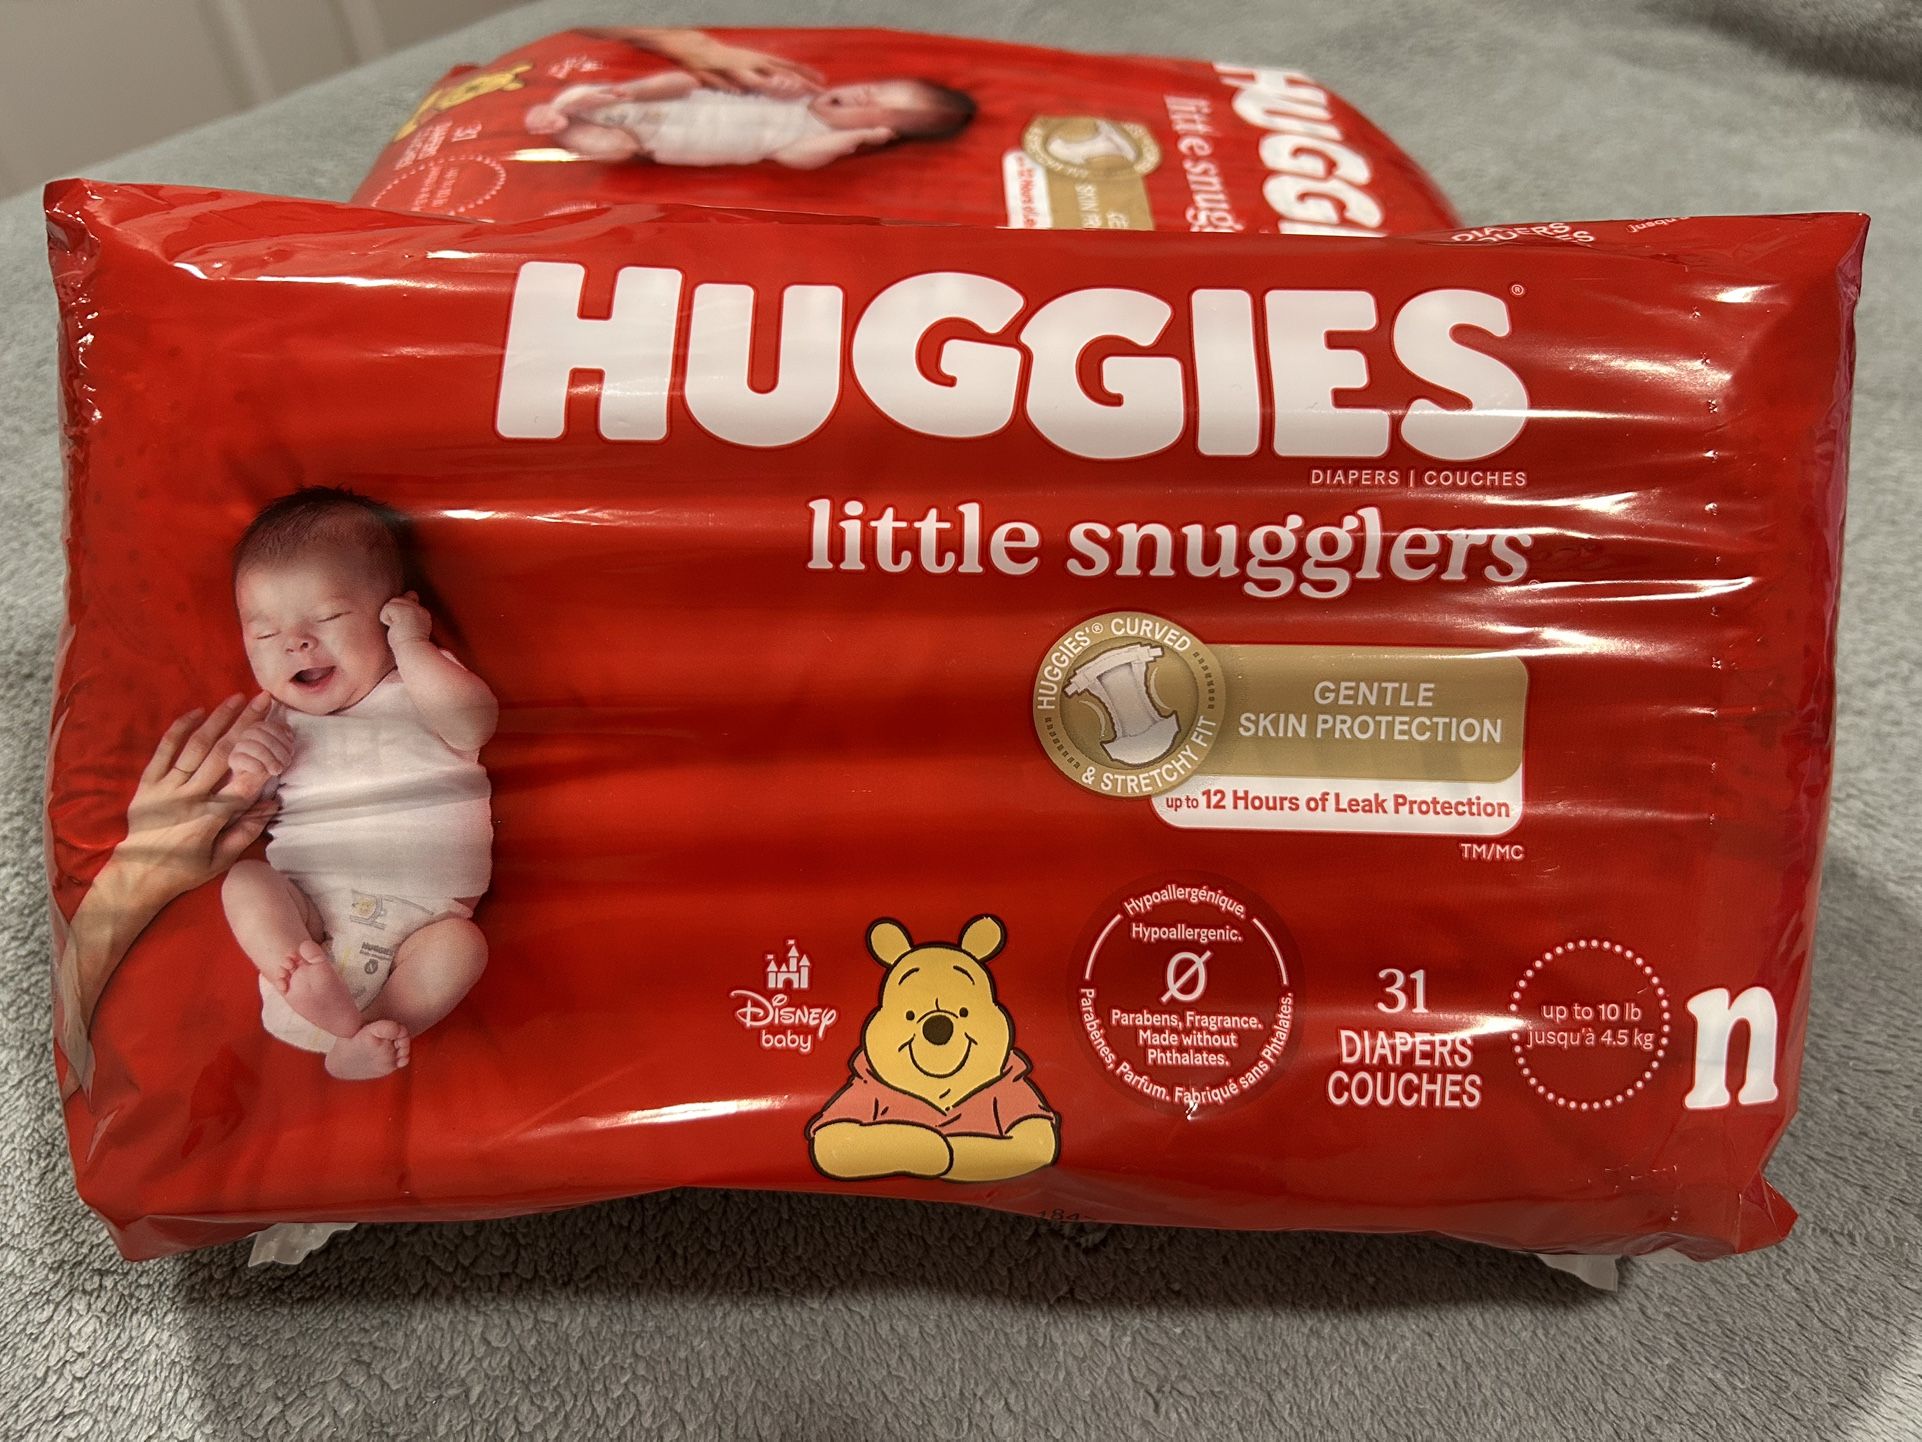 HUGGIES®
DIAPERS | COUCHES
little snugglers
HUGGIES'® CURVED
& STRETCHY FIT
GENTLE
SKIN PROTECTION
up to 12 Hours of Leak Protection
TM/MC
Disney
baby
Hypoallergénique.
Hypoallergenic.
Ø
Parabens, Fragrance.
Made without
Phthalates.
Parabènes, Parfum. Fabriqué sans Phtalates.
31
DIAPERS
COUCHES
up to 10 lb
jusqu'à 4.5 kg
n
HUGGIES
HUGG
little snug
31